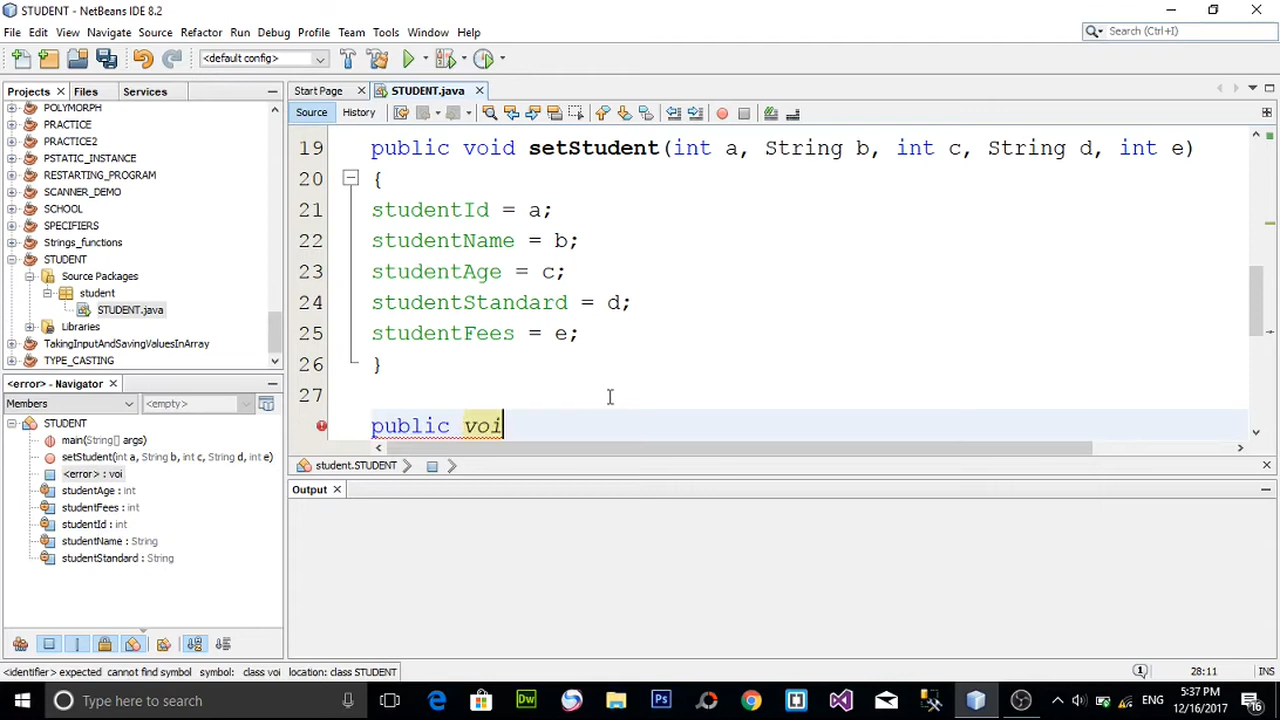 STUDENT - NetBeans IDE 8.2
File Edit View Navigate Source Refactor Run Debug Profile Team Tools Window Help
Search (Ctrl+I)
<default config>
Projects Files Services
Start Page STUDENT.java
Source History
POLYMORPH
PRACTICE
PRACTICE2
PSTATIC_INSTANCE
RESTARTING_PROGRAM
SCANNER_DEMO
SCHOOL
SPECIFIERS
Strings_functions
STUDENT
Source Packages
student
STUDENT.java
Libraries
TakingInputAndSavingValuesInArray
TYPE_CASTING
19 public void setStudent(int a, String b, int c, String d, int e)
20 {
21 studentId = a;
22 studentName = b;
23 studentAge = c;
24 studentStandard = d;
25 studentFees = e;
26 }
27
public voi
student.STUDENT
<error> - Navigator
Members <empty>
STUDENT
main(String[] args)
setStudent(int a, String b, int c, String d, int e)
<error> : voi
studentAge : int
studentFees : int
studentId : int
studentName : String
studentStandard : String
Output
<identifier> expected cannot find symbol symbol: class voi location: class STUDENT
1 28:11 INS
Type here to search
Dw Ps
ENG
5:37 PM
12/16/2017
16